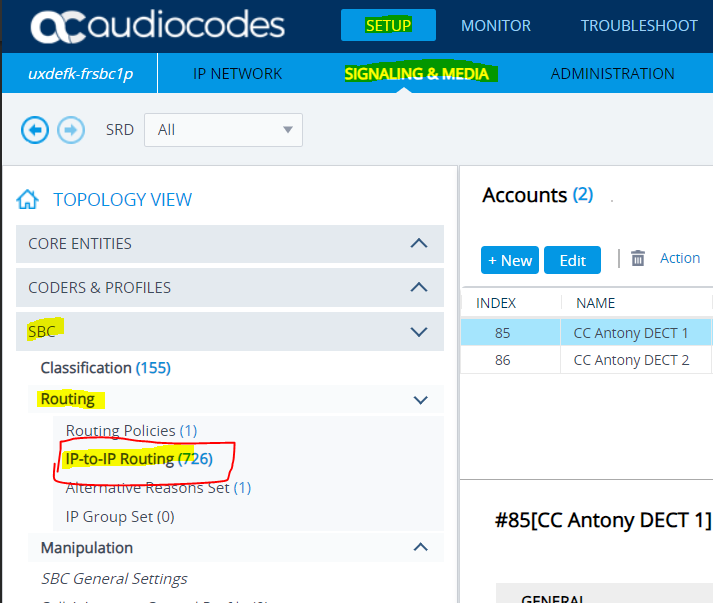 audiocodes
SETUP MONITOR TROUBLESHOOT
uxdefk-frsbc1p IP NETWORK SIGNALING & MEDIA ADMINISTRATION
SRD All
TOPOLOGY VIEW
CORE ENTITIES
CODERS & PROFILES
SBC
Classification (155)
Routing
Routing Policies (1)
IP-to-IP Routing (726)
Alternative Reasons Set (1)
IP Group Set (0)
Manipulation
SBC General Settings
Accounts (2)
+ New Edit Action
INDEX NAME
85 CC Antony DECT 1
86 CC Antony DECT 2
#85[CC Antony DECT 1]
GENERAL